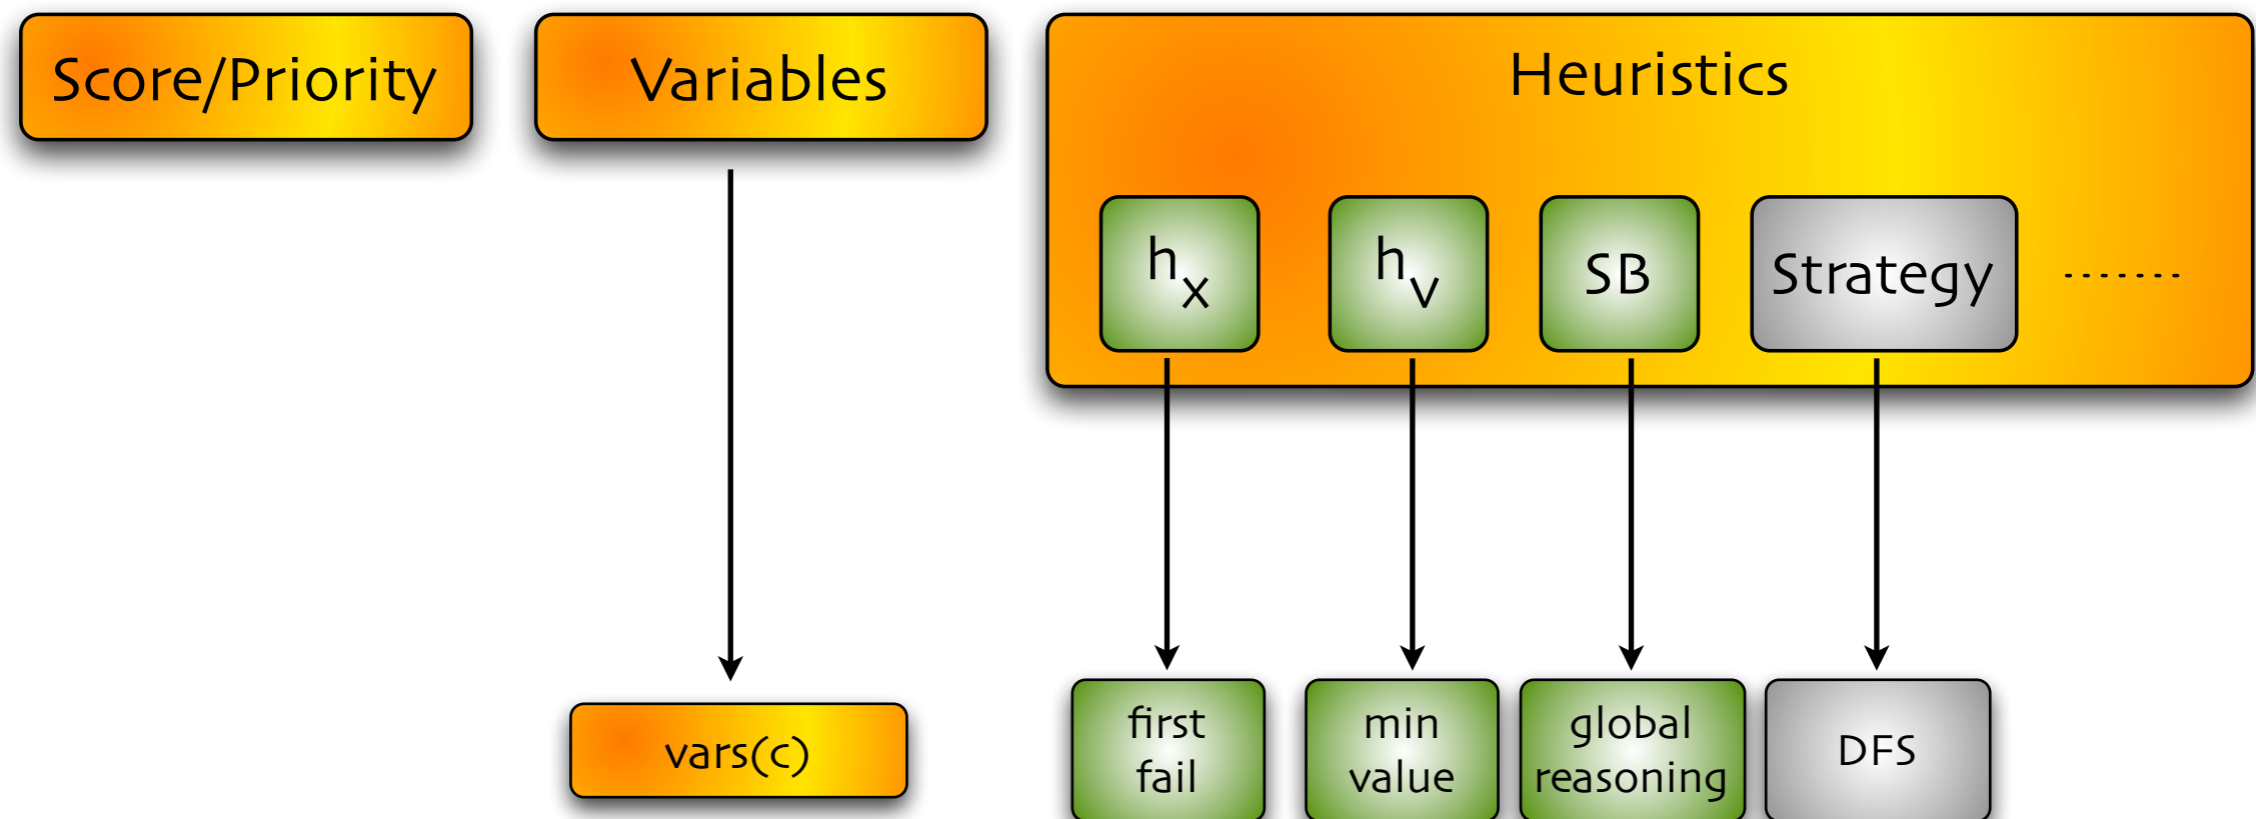 Score/Priority
Variables
Heuristics
hx
hv
SB
Strategy
.......
vars(c)
first
fail
min
value
global
reasoning
DFS